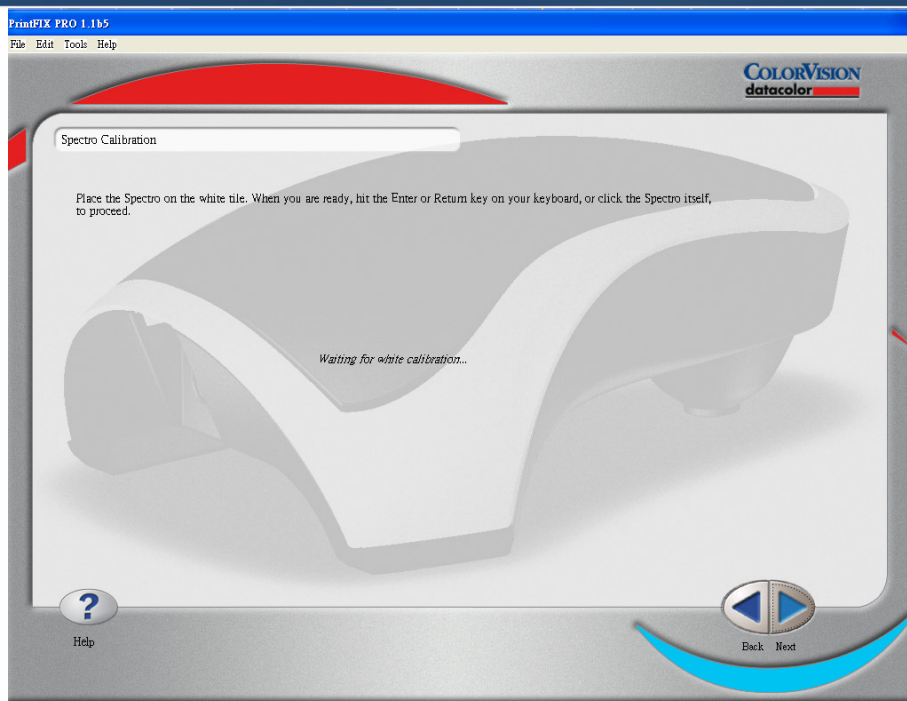 PrintFIX PRO 1.1b5
File Edit Tools Help
COLORVISION
datacolor
Spectro Calibration
Place the Spectro on the white tile. When you are ready, hit the Enter or Return key on your keyboard, or click the Spectro itself,
to proceed.
Waiting for white calibration...
?
Help
Back Next